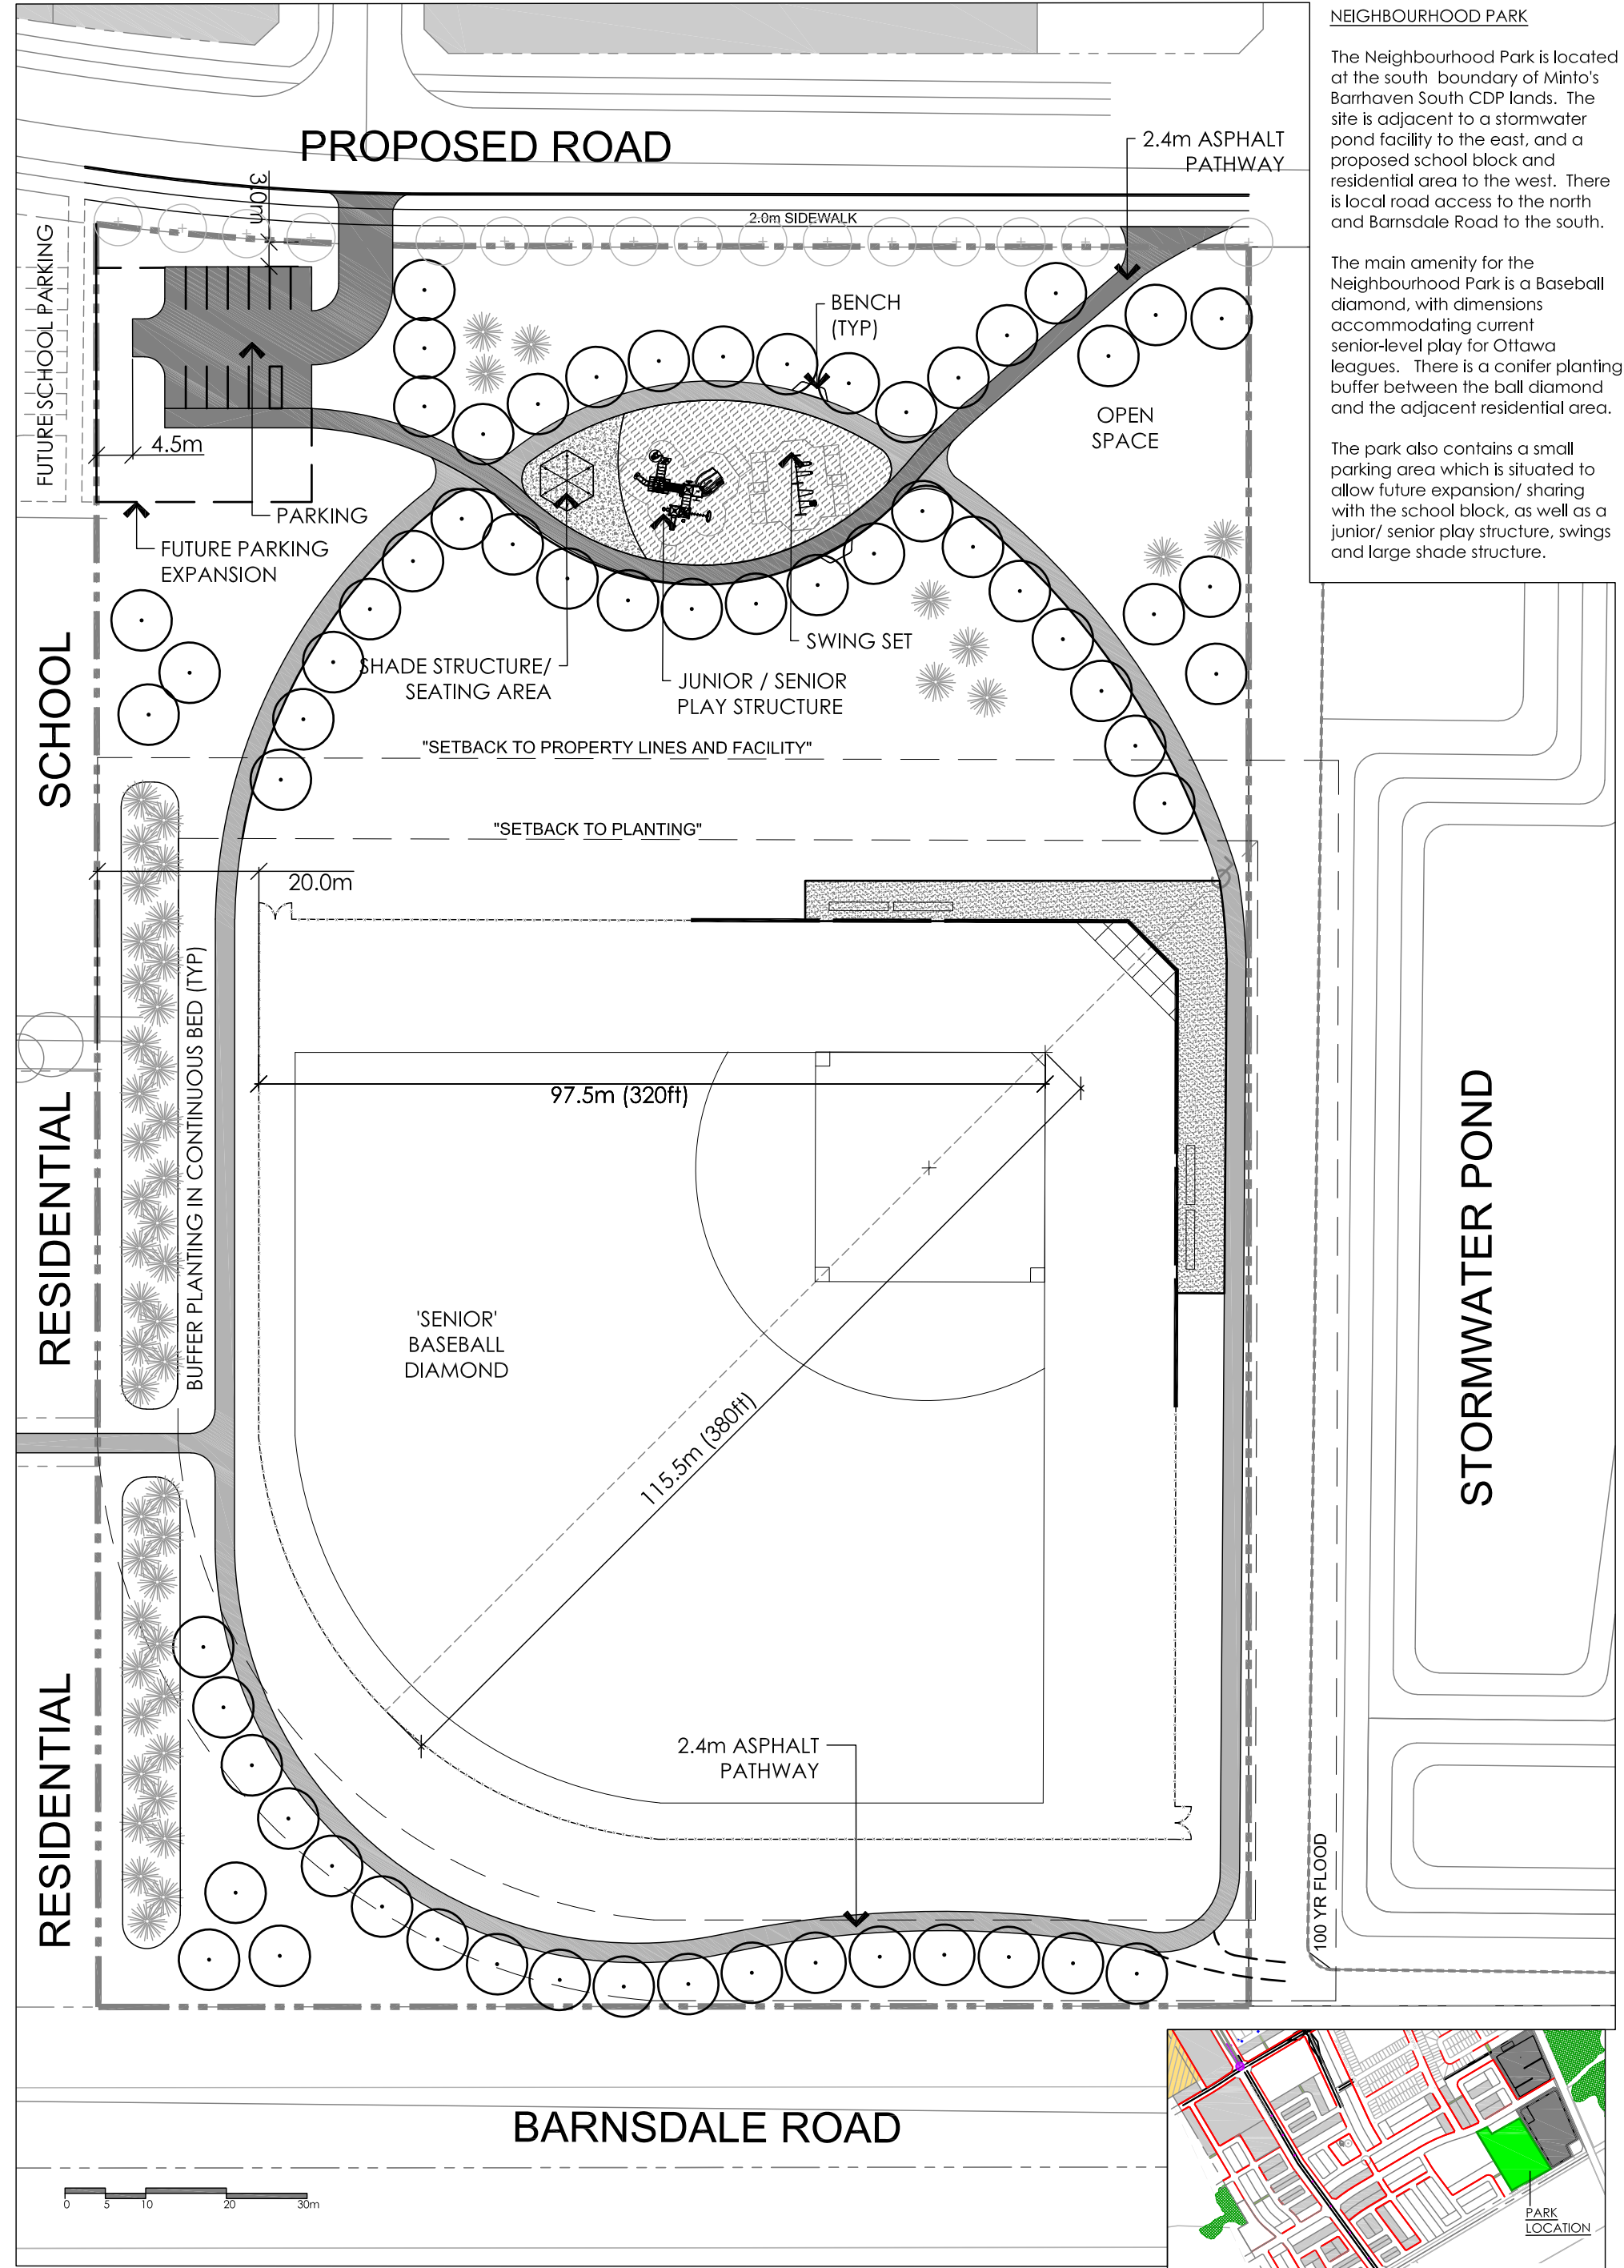 NEIGHBOURHOOD PARK
The Neighbourhood Park is located
at the south boundary of Minto's
Barrhaven South CDP lands. The
site is adjacent to a stormwater
pond facility to the east, and a
proposed school block and
residential area to the west. There
is local road access to the north
and Barnsdale Road to the south.
The main amenity for the
Neighbourhood Park is a Baseball
diamond, with dimensions
accommodating current
senior-level play for Ottawa
leagues. There is a conifer planting
buffer between the ball diamond
and the adjacent residential area.
The park also contains a small
parking area which is situated to
allow future expansion/ sharing
with the school block, as well as a
junior/ senior play structure, swings
and large shade structure.
PROPOSED ROAD
2.4m ASPHALT
PATHWAY
3.0m
2.0m SIDEWALK
FUTURE SCHOOL PARKING
BENCH
(TYP)
OPEN
SPACE
4.5m
PARKING
FUTURE PARKING
EXPANSION
SWING SET
SHADE STRUCTURE/
SEATING AREA
JUNIOR / SENIOR
PLAY STRUCTURE
SCHOOL
"SETBACK TO PROPERTY LINES AND FACILITY"
"SETBACK TO PLANTING"
20.0m
BUFFER PLANTING IN CONTINUOUS BED (TYP)
97.5m (320ft)
RESIDENTIAL
'SENIOR'
BASEBALL
DIAMOND
115.5m (380ft)
STORMWATER POND
RESIDENTIAL
2.4m ASPHALT
PATHWAY
100 YR FLOOD
BARNSDALE ROAD
0 5 10 20 30m
PARK
LOCATION